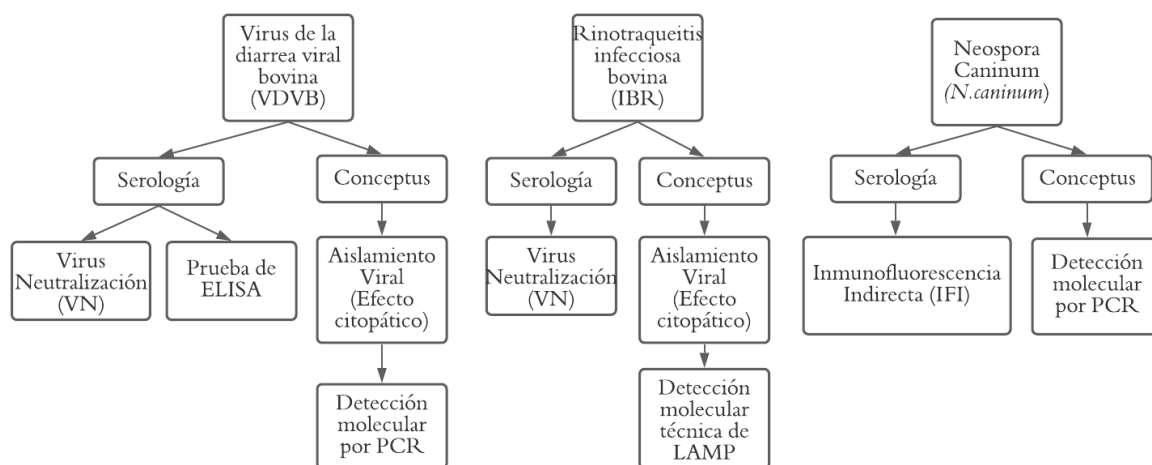 Virus de la
diarrea viral
bovina
(VDVB)
Serología
Conceptus
Virus
Neutralización
(VN)
Prueba de
ELISA
Aislamiento
Viral
(Efecto
citopático)
Detección
molecular
por PCR
Rinotraqueitis
infecciosa
bovina
(IBR)
Serología
Conceptus
Virus
Neutralización
(VN)
Aislamiento
Viral
(Efecto
citopático)
Detección
molecular
técnica de
LAMP
Neospora
Caninum
(N.caninum)
Serología
Conceptus
Inmunofluorescencia
Indirecta (IFI)
Detección
molecular
por PCR